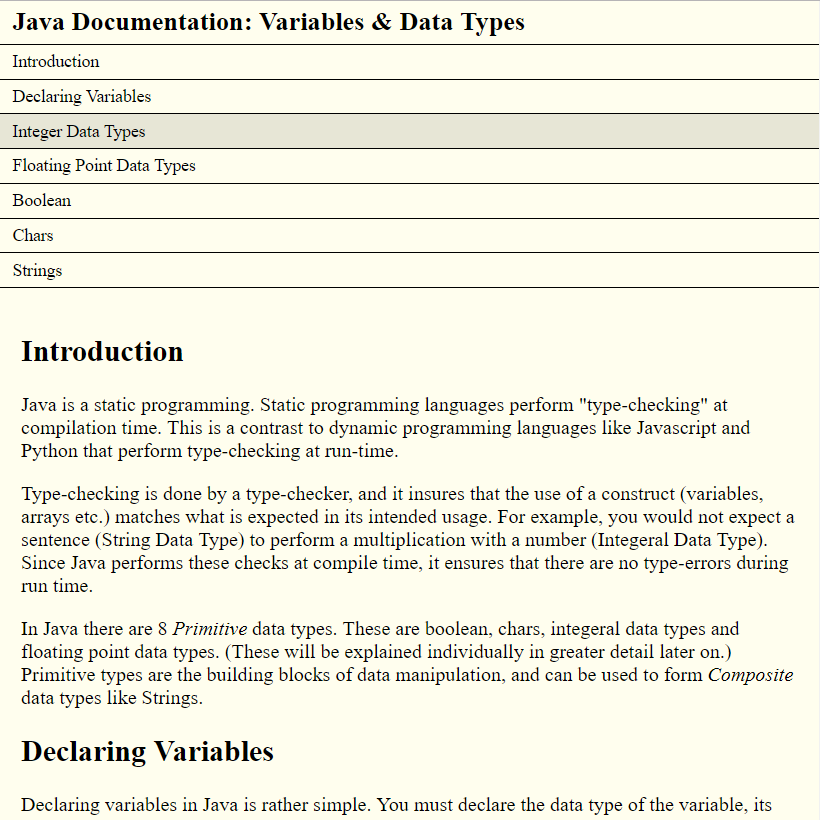 Java Documentation: Variables & Data Types
Introduction
Declaring Variables
Integer Data Types
Floating Point Data Types
Boolean
Chars
Strings
Introduction
Java is a static programming. Static programming languages perform "type-checking" at
compilation time. This is a contrast to dynamic programming languages like Javascript and
Python that perform type-checking at run-time.
Type-checking is done by a type-checker, and it insures that the use of a construct (variables,
arrays etc.) matches what is expected in its intended usage. For example, you would not expect a
sentence (String Data Type) to perform a multiplication with a number (Integeral Data Type).
Since Java performs these checks at compile time, it ensures that there are no type-errors during
run time.
In Java there are 8 Primitive data types. These are boolean, chars, integeral data types and
floating point data types. (These will be explained individually in greater detail later on.)
Primitive types are the building blocks of data manipulation, and can be used to form Composite
data types like Strings.
Declaring Variables
Declaring variables in Java is rather simple. You must declare the data type of the variable, its